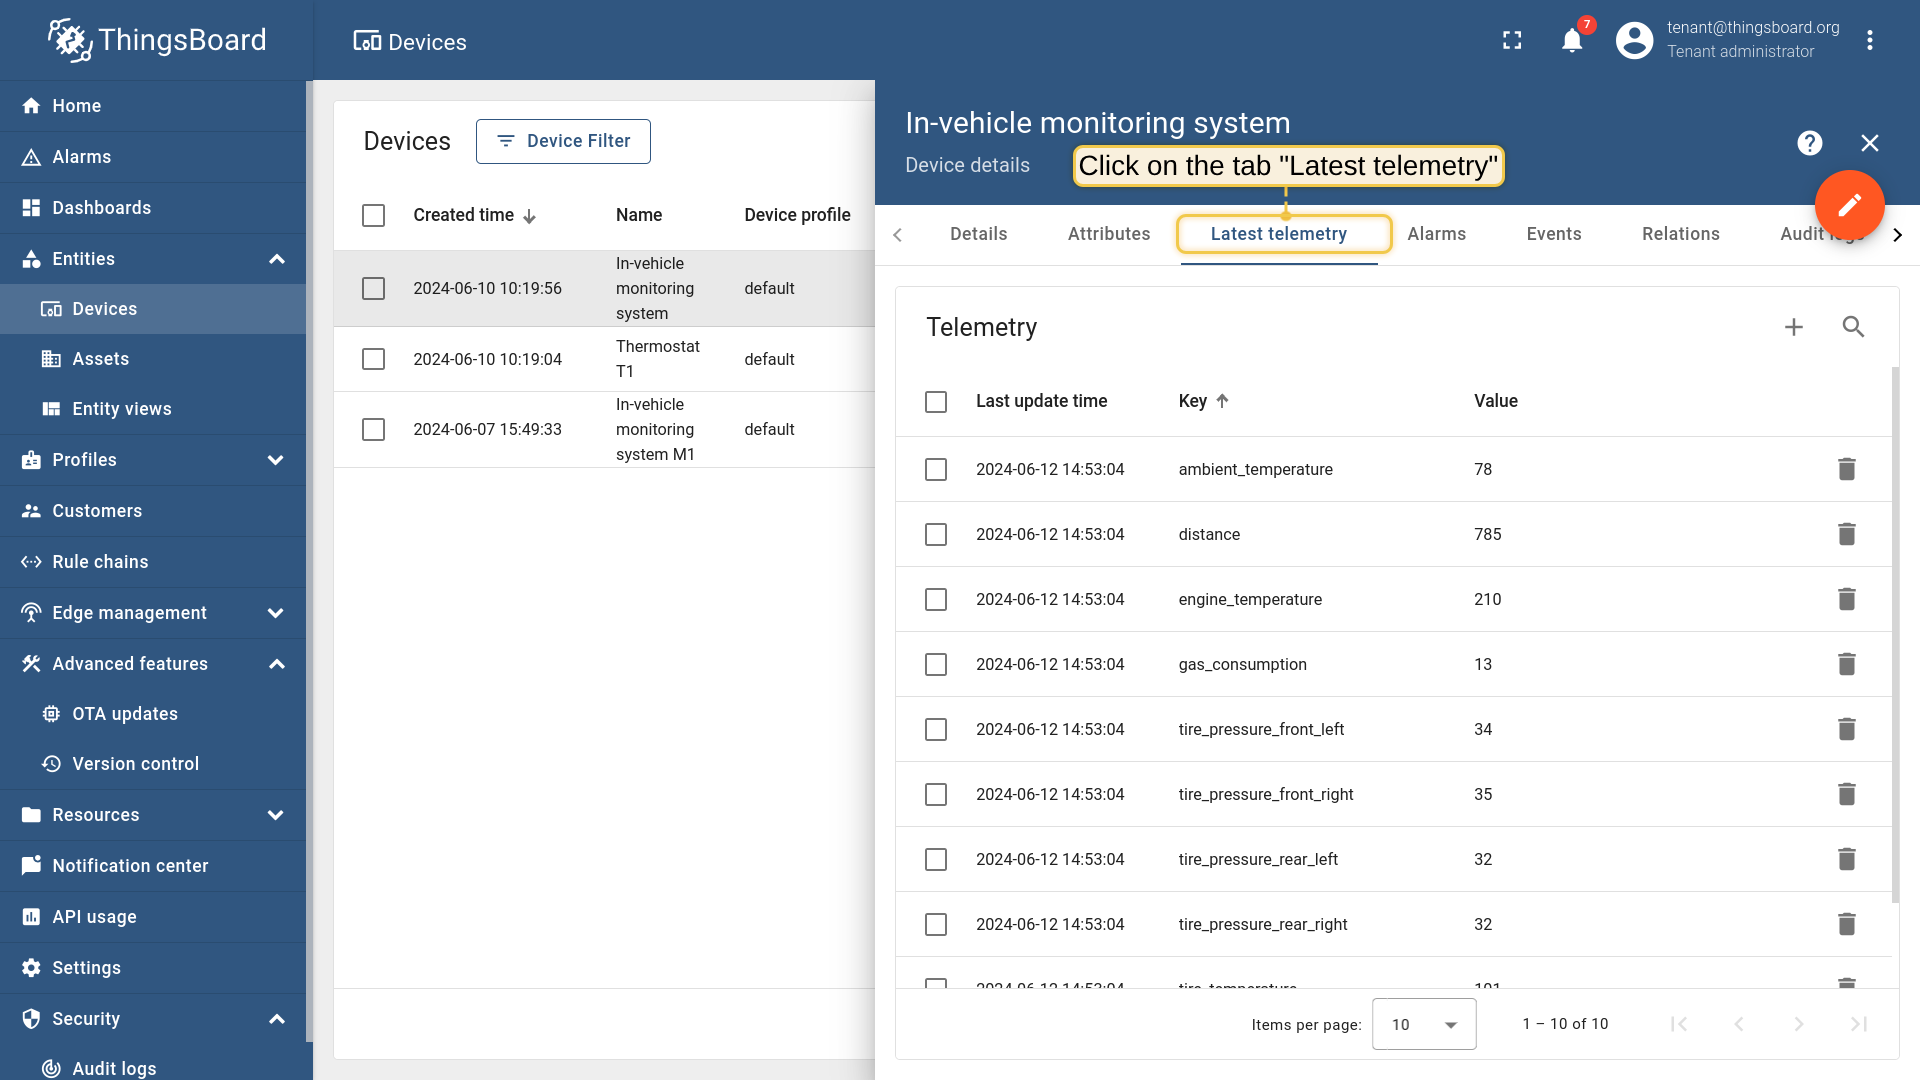 ThingsBoard
Devices
7
tenant@thingsboard.org
Tenant administrator
Home
Alarms
Dashboards
Entities
Devices
Assets
Entity views
Profiles
Customers
Rule chains
Edge management
Advanced features
OTA updates
Version control
Resources
Notification center
API usage
Settings
Security
Audit logs
Devices
Device Filter
Created time
Name
Device profile
2024-06-10 10:19:56
In-vehicle
monitoring
system
default
2024-06-10 10:19:04
Thermostat
T1
default
2024-06-07 15:49:33
In-vehicle
monitoring
system M1
default
In-vehicle monitoring system
Device details
Click on the tab "Latest telemetry"
Details
Attributes
Latest telemetry
Alarms
Events
Relations
Audit logs
Telemetry
Last update time
Key
Value
2024-06-12 14:53:04
ambient_temperature
78
2024-06-12 14:53:04
distance
785
2024-06-12 14:53:04
engine_temperature
210
2024-06-12 14:53:04
gas_consumption
13
2024-06-12 14:53:04
tire_pressure_front_left
34
2024-06-12 14:53:04
tire_pressure_front_right
35
2024-06-12 14:53:04
tire_pressure_rear_left
32
2024-06-12 14:53:04
tire_pressure_rear_right
32
2024-06-12 14:53:04
tire_temperature
101
Items per page:
10
1 – 10 of 10